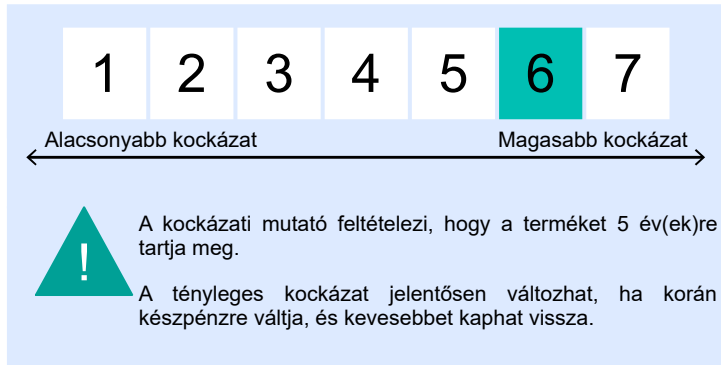 1 2 3 4 5 6 7
Alacsonyabb kockázat Magasabb kockázat
!
A kockázati mutató feltételezi, hogy a terméket 5 év(ek)re
tartja meg.
A tényleges kockázat jelentősen változhat, ha korán
készpénzre váltja, és kevesebbet kaphat vissza.